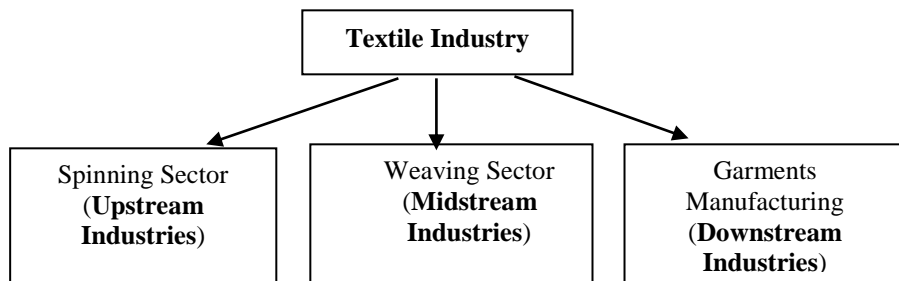 Textile Industry
Spinning Sector
(Upstream
Industries)
Weaving Sector
(Midstream
Industries)
Garments
Manufacturing
(Downstream
Industries)